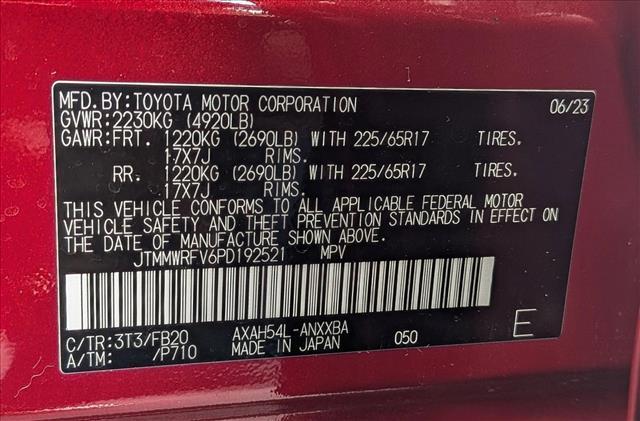 MFD.BY:TOYOTA MOTOR CORPORATION 06/23
GVWR:2230KG (4920LB)
GAWR:FRT. 1220KG (2690LB) WITH 225/65R17 TIRES,
17X7J RIMS.
RR. 1220KG (2690LB) WITH 225/65R17 TIRES,
17X7J RIMS.
THIS VEHICLE CONFORMS TO ALL APPLICABLE FEDERAL MOTOR
VEHICLE SAFETY AND THEFT PREVENTION STANDARDS IN EFFECT ON
THE DATE OF MANUFACTURE SHOWN ABOVE.
JTMMWRFV6PD192521 MPV
C/TR:3T3/FB20 AXAH54L-ANXXBA 050 E
A/TM: /P710 MADE IN JAPAN